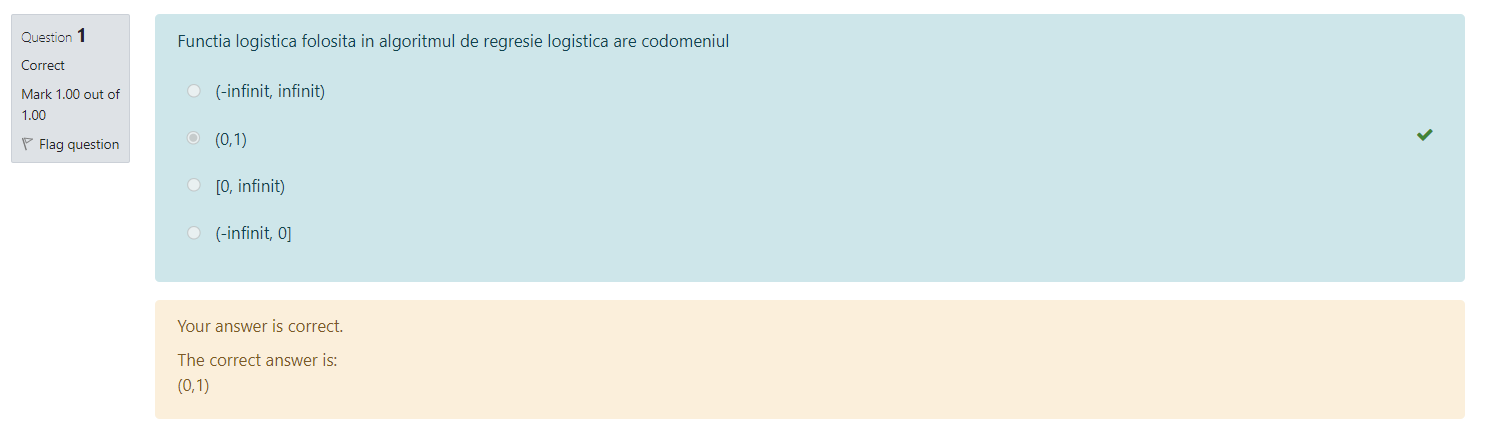 Question 1
Correct
Mark 1.00 out of
1.00
Flag question
Functia logistica folosita in algoritmul de regresie logistica are codomeniul
(-infinit, infinit)
(0,1)
[0, infinit)
(-infinit, 0]
Your answer is correct.
The correct answer is:
(0,1)